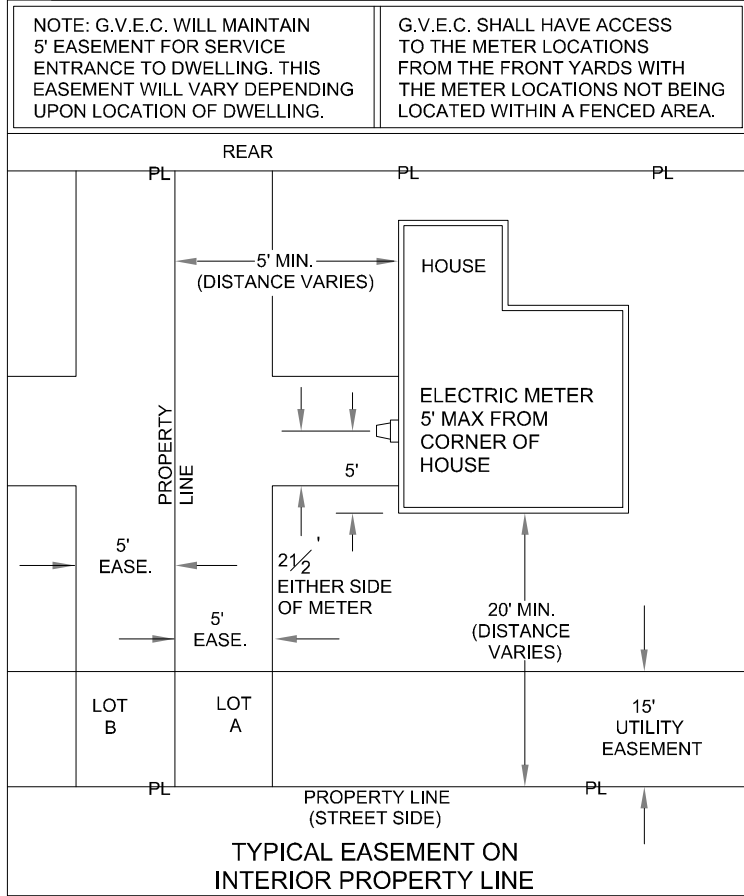 NOTE: G.V.E.C. WILL MAINTAIN
5' EASEMENT FOR SERVICE
ENTRANCE TO DWELLING. THIS
EASEMENT WILL VARY DEPENDING
UPON LOCATION OF DWELLING.
G.V.E.C. SHALL HAVE ACCESS
TO THE METER LOCATIONS
FROM THE FRONT YARDS WITH
THE METER LOCATIONS NOT BEING
LOCATED WITHIN A FENCED AREA.
REAR
PL
PL
PL
5' MIN.
(DISTANCE VARIES)
HOUSE
ELECTRIC METER
5' MAX FROM
CORNER OF
HOUSE
PROPERTY
LINE
5'
5'
EASE.
2 1/2'
EITHER SIDE
OF METER
5'
EASE.
20' MIN.
(DISTANCE
VARIES)
LOT
B
LOT
A
15'
UTILITY
EASEMENT
PL
PL
PROPERTY LINE
(STREET SIDE)
TYPICAL EASEMENT ON
INTERIOR PROPERTY LINE